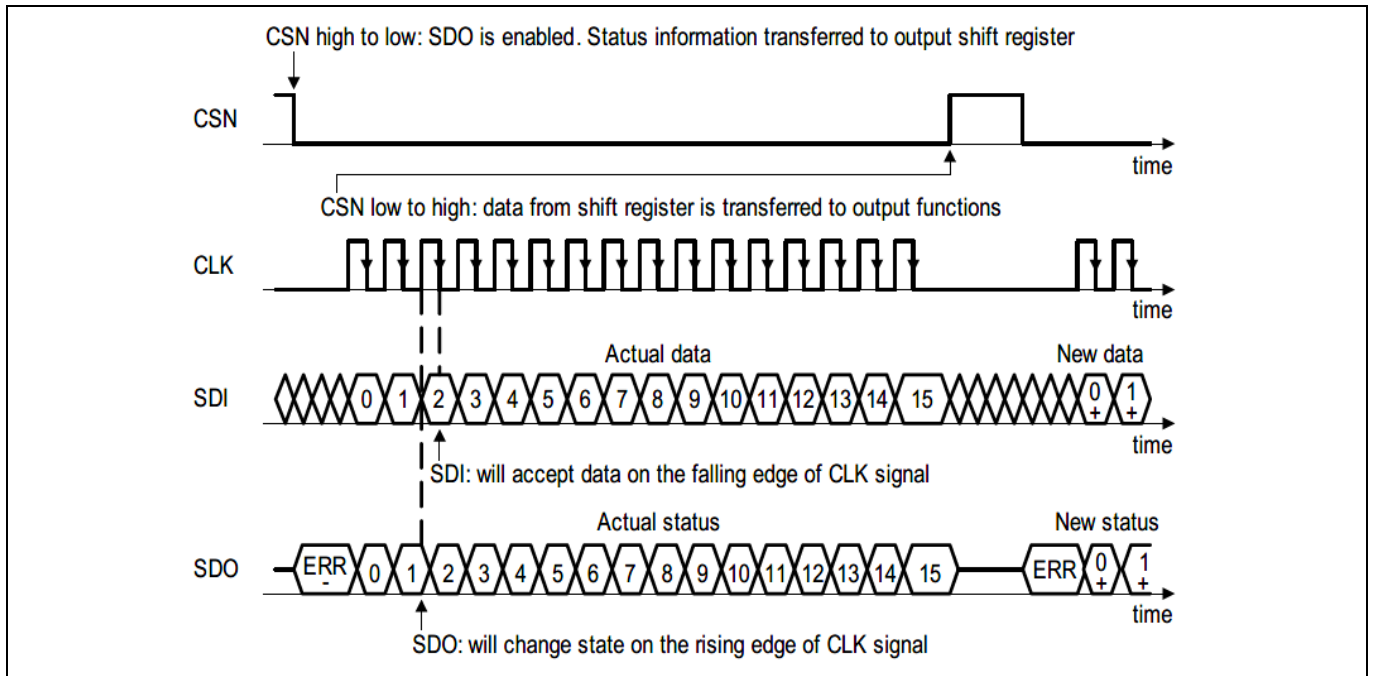 CSN high to low: SDO is enabled. Status information transferred to output shift register
CSN
time
CSN low to high: data from shift register is transferred to output functions
CLK
time
Actual data
New data
SDI
0 1 2 3 4 5 6 7 8 9 10 11 12 13 14 15 0 1
+ +
time
SDI: will accept data on the falling edge of CLK signal
Actual status
New status
SDO
ERR 0 1 2 3 4 5 6 7 8 9 10 11 12 13 14 15 ERR 0 1
- + +
time
SDO: will change state on the rising edge of CLK signal